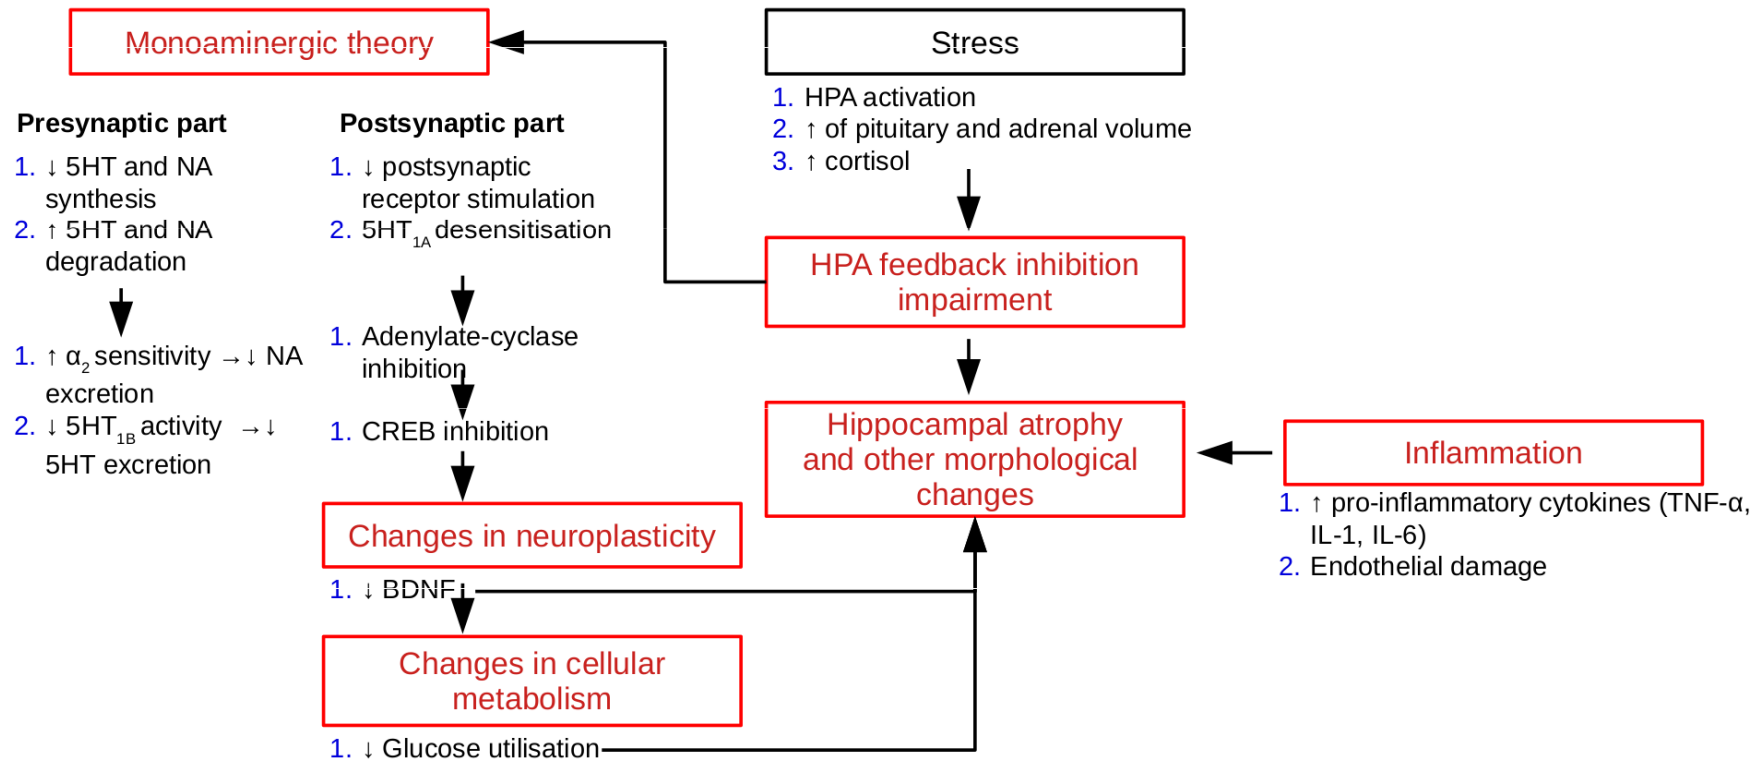 Monoaminergic theory
Presynaptic part
1. ↓ 5HT and NA
synthesis
2. ↑ 5HT and NA
degradation
1. ↑ α2 sensitivity →↓ NA
excretion
2. ↓ 5HT1B activity →↓
5HT excretion
Postsynaptic part
1. ↓ postsynaptic
receptor stimulation
2. 5HT1A desensitisation
1. Adenylate-cyclase
inhibition
1. CREB inhibition
Changes in neuroplasticity
1. ↓ BDNF
Changes in cellular
metabolism
1. ↓ Glucose utilisation
Stress
1. HPA activation
2. ↑ of pituitary and adrenal volume
3. ↑ cortisol
HPA feedback inhibition
impairment
Hippocampal atrophy
and other morphological
changes
Inflammation
1. ↑ pro-inflammatory cytokines (TNF-α,
IL-1, IL-6)
2. Endothelial damage